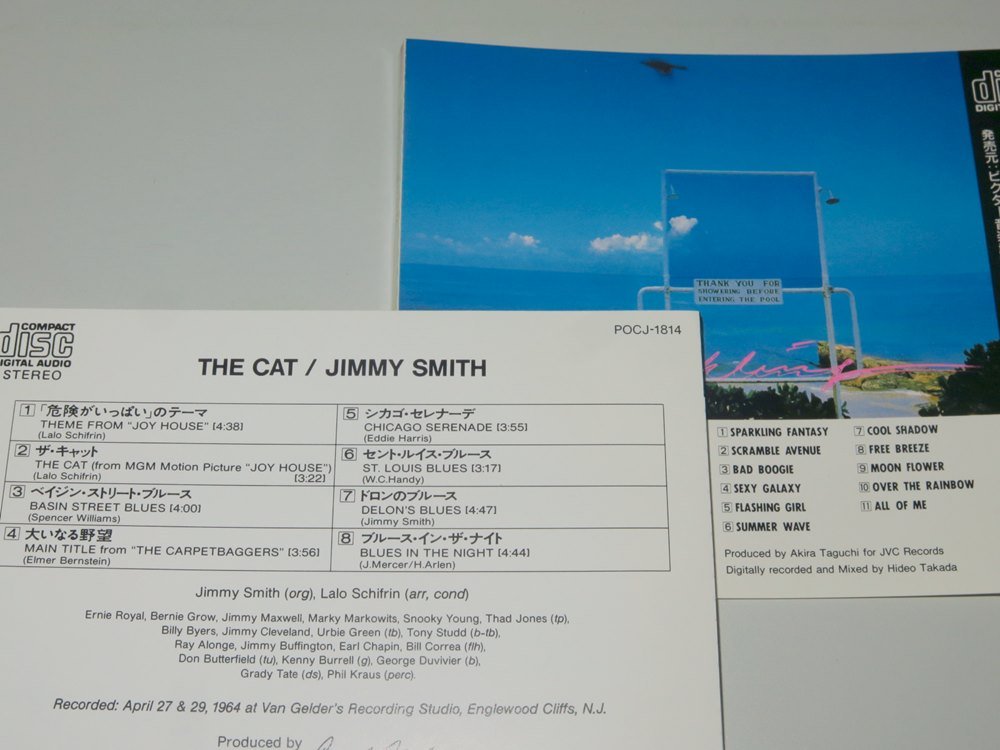 COMPACT
disc
DIGITAL AUDIO
STEREO
POCJ-1814
THE CAT / JIMMY SMITH
1 「危険がいっぱい」のテーマ
THEME FROM "JOY HOUSE" [4:38]
(Lalo Schifrin)
2 ザ・キャット
THE CAT (from MGM Motion Picture "JOY HOUSE")
(Lalo Schifrin) [3:22]
3 ベイジン・ストリート・ブルース
BASIN STREET BLUES [4:00]
(Spencer Williams)
4 大いなる野望
MAIN TITLE from "THE CARPETBAGGERS" [3:56]
(Elmer Bernstein)
5 シカゴ・セレナーデ
CHICAGO SERENADE [3:55]
(Eddie Harris)
6 セント・ルイス・ブルース
ST. LOUIS BLUES [3:17]
(W.C.Handy)
7 ドロンのブルース
DELON'S BLUES [4:47]
(Jimmy Smith)
8 ブルース・イン・ザ・ナイト
BLUES IN THE NIGHT [4:44]
(J.Mercer/H.Arlen)
Jimmy Smith (org), Lalo Schifrin (arr, cond)
Ernie Royal, Bernie Grow, Jimmy Maxwell, Marky Markowits, Snooky Young, Thad Jones (tp),
Billy Byers, Jimmy Cleveland, Urbie Green (tb), Tony Studd (b-tb),
Ray Alonge, Jimmy Buffington, Earl Chapin, Bill Correa (flh),
Don Butterfield (tu), Kenny Burrell (g), George Duvivier (b),
Grady Tate (ds), Phil Kraus (perc).
Recorded: April 27 & 29, 1964 at Van Gelder's Recording Studio, Englewood Cliffs, N.J.
Produced by
発売元:ビクター
THANK YOU FOR
SHOWERING BEFORE
ENTERING THE POOL
1 SPARKLING FANTASY
2 SCRAMBLE AVENUE
3 BAD BOOGIE
4 SEXY GALAXY
5 FLASHING GIRL
6 SUMMER WAVE
7 COOL SHADOW
8 FREE BREEZE
9 MOON FLOWER
10 OVER THE RAINBOW
11 ALL OF ME
Produced by Akira Taguchi for JVC Records
Digitally recorded and Mixed by Hideo Takada